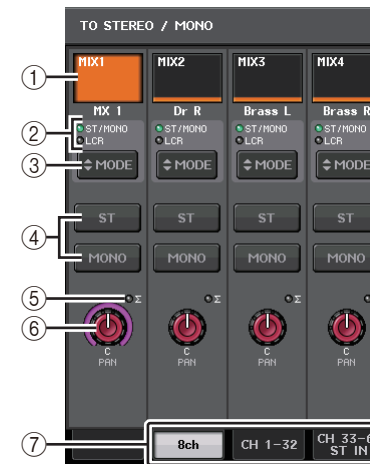 TO STEREO / MONO
MIX1 MIX2 MIX3 MIX4
MX 1 Dr R Brass L Brass
ST/MONO ST/MONO ST/MONO ST/MONO
LCR LCR LCR LCR
MODE MODE MODE MODE
ST ST ST ST
MONO MONO MONO MONO
Σ Σ Σ
C C C C
PAN PAN PAN PAN
8ch CH 1-32 CH 33-
ST IN
1
2
3
4
5
6
7